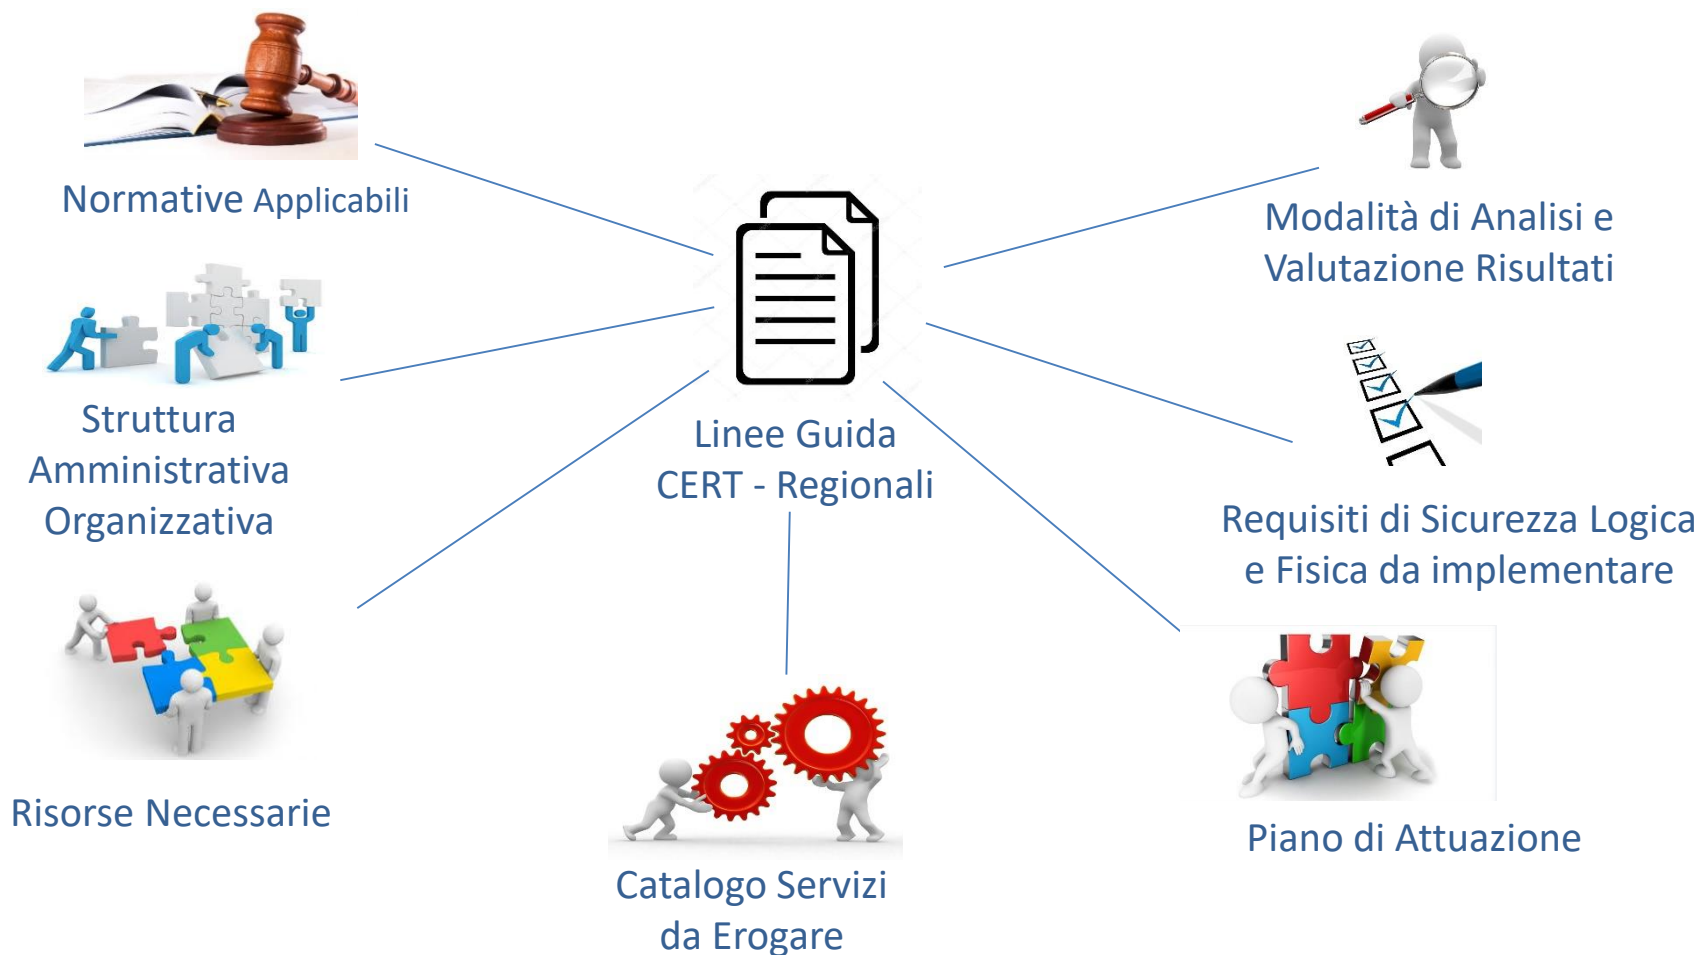 Normative Applicabili
Struttura
Amministrativa
Organizzativa
Risorse Necessarie
Linee Guida
CERT - Regionali
Catalogo Servizi
da Erogare
Modalità di Analisi e
Valutazione Risultati
Requisiti di Sicurezza Logica
e Fisica da implementare
Piano di Attuazione